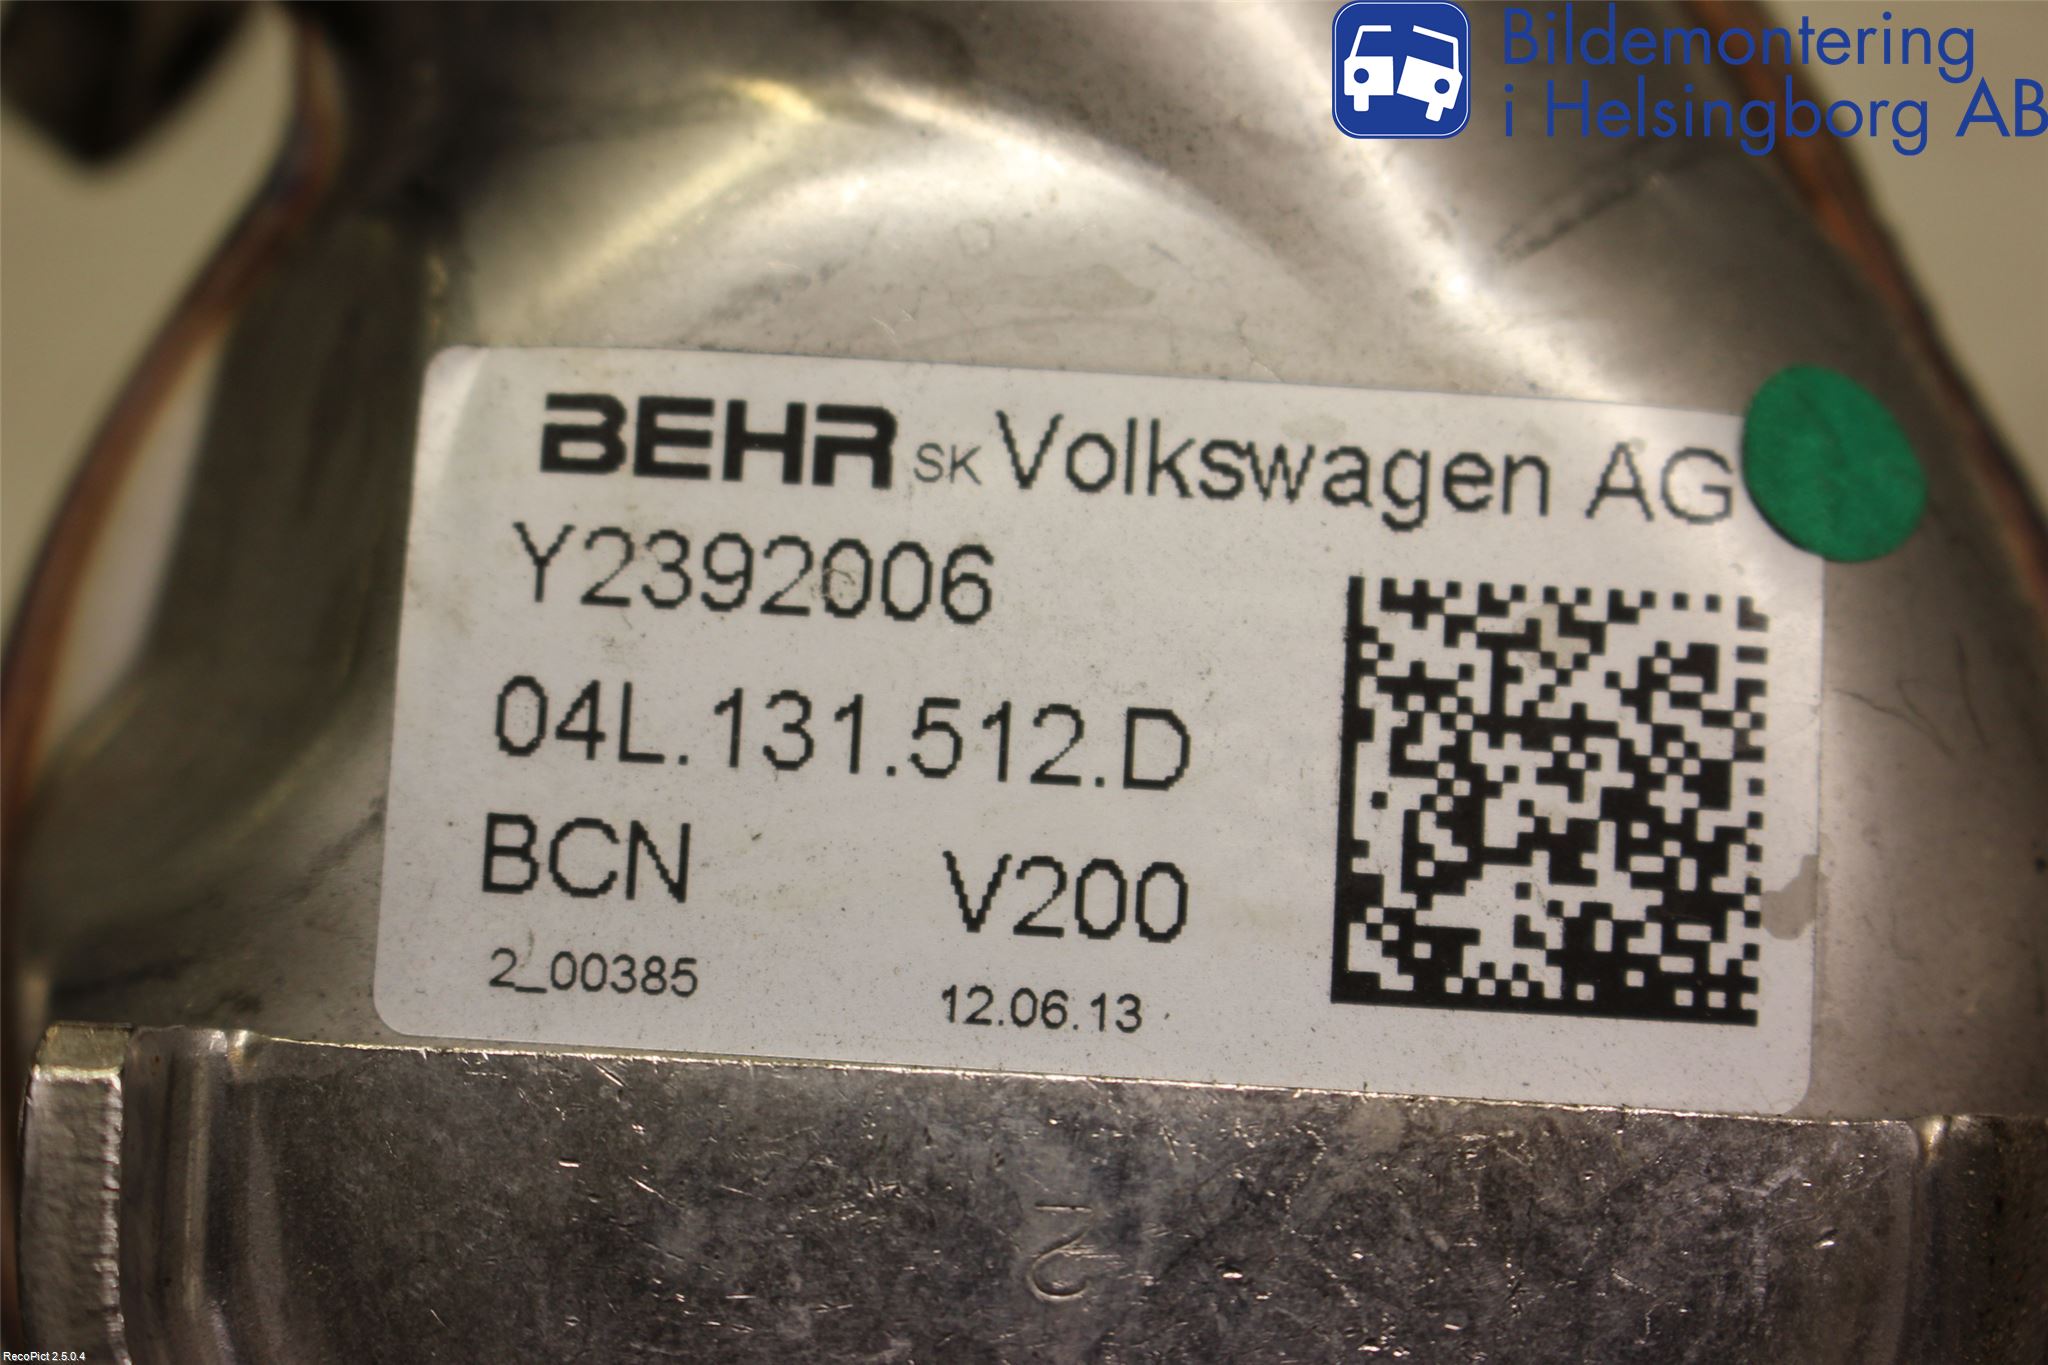 Bildemontering
i Helsingborg AB
BEHR SK Volkswagen AG
Y2392006
04L.131.512.D
BCN V200
2_00385 12.06.13
2
RecoPict 2.5.0.4